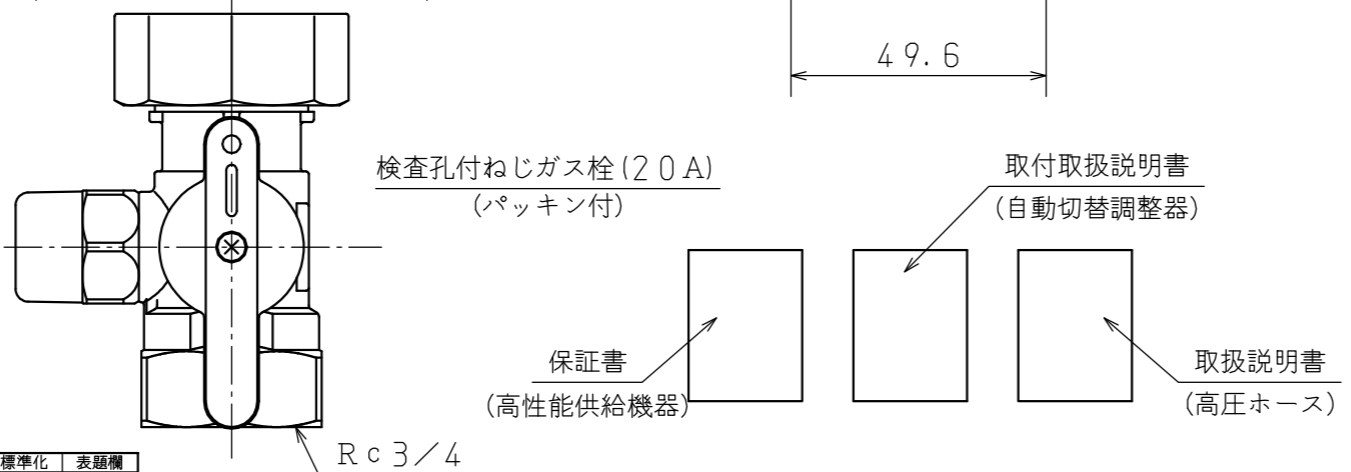 49.6
検査孔付ねじガス栓(20A)
(パッキン付)
取付取扱説明書
(自動切替調整器)
保証書
(高性能供給機器)
取扱説明書
(高圧ホース)
Rc3/4
標準化 表題欄